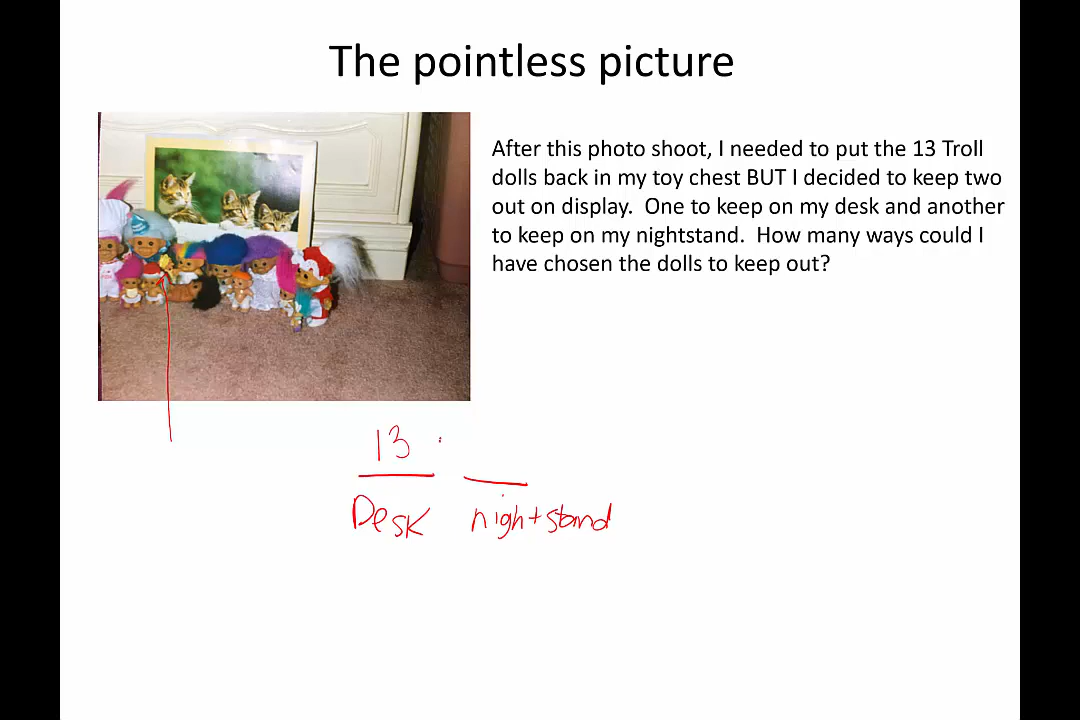 The pointless picture
After this photo shoot, I needed to put the 13 Troll
dolls back in my toy chest BUT I decided to keep two
out on display.  One to keep on my desk and another
to keep on my nightstand.  How many ways could I
have chosen the dolls to keep out?
13 ·
Desk nightstand